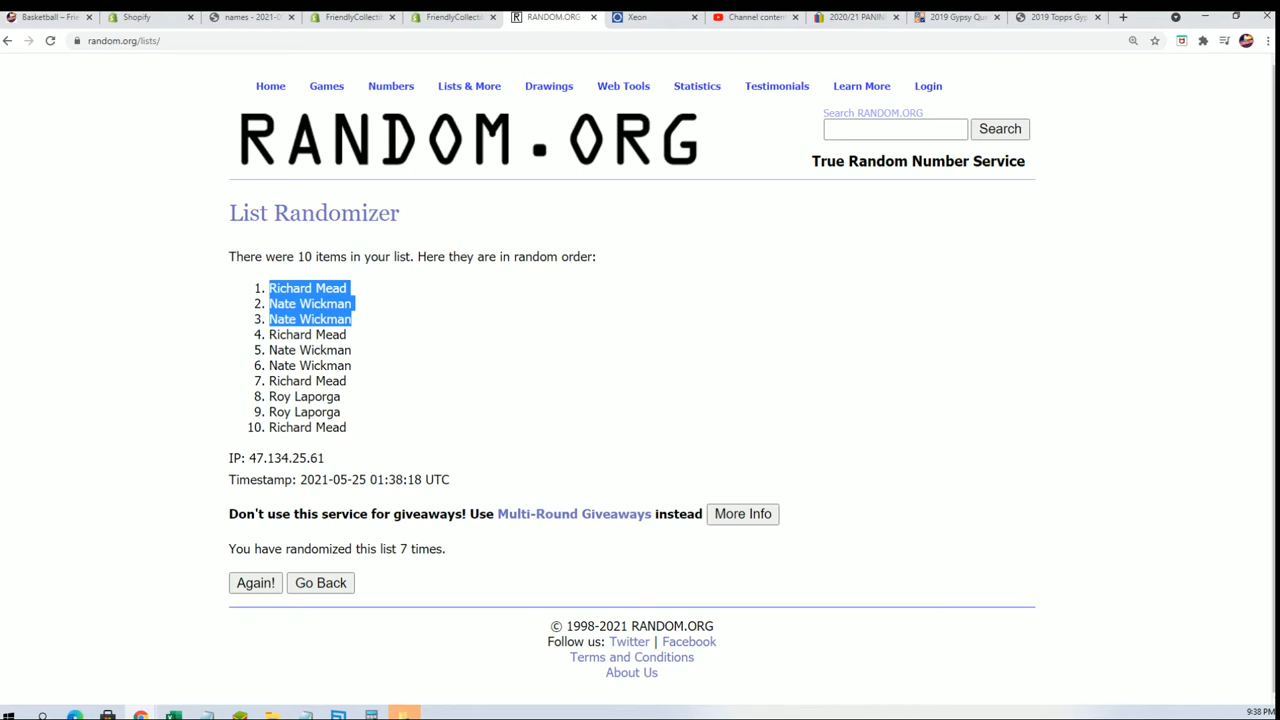 Basketball – Frie
Shopify
names - 2021-0
FriendlyCollecti
FriendlyCollecti
RANDOM.ORG
Xeon
Channel conten
2020/21 PANINI
2019 Gypsy Qu
2019 Topps Gyp
random.org/lists/
Home Games Numbers Lists & More Drawings Web Tools Statistics Testimonials Learn More Login
RANDOM.ORG
Search RANDOM.ORG
Search
True Random Number Service
List Randomizer
There were 10 items in your list. Here they are in random order:
1. Richard Mead
2. Nate Wickman
3. Nate Wickman
4. Richard Mead
5. Nate Wickman
6. Nate Wickman
7. Richard Mead
8. Roy Laporga
9. Roy Laporga
10. Richard Mead
IP: 47.134.25.61
Timestamp: 2021-05-25 01:38:18 UTC
Don't use this service for giveaways! Use Multi-Round Giveaways instead More Info
You have randomized this list 7 times.
Again! Go Back
© 1998-2021 RANDOM.ORG
Follow us: Twitter | Facebook
Terms and Conditions
About Us
9:38 PM